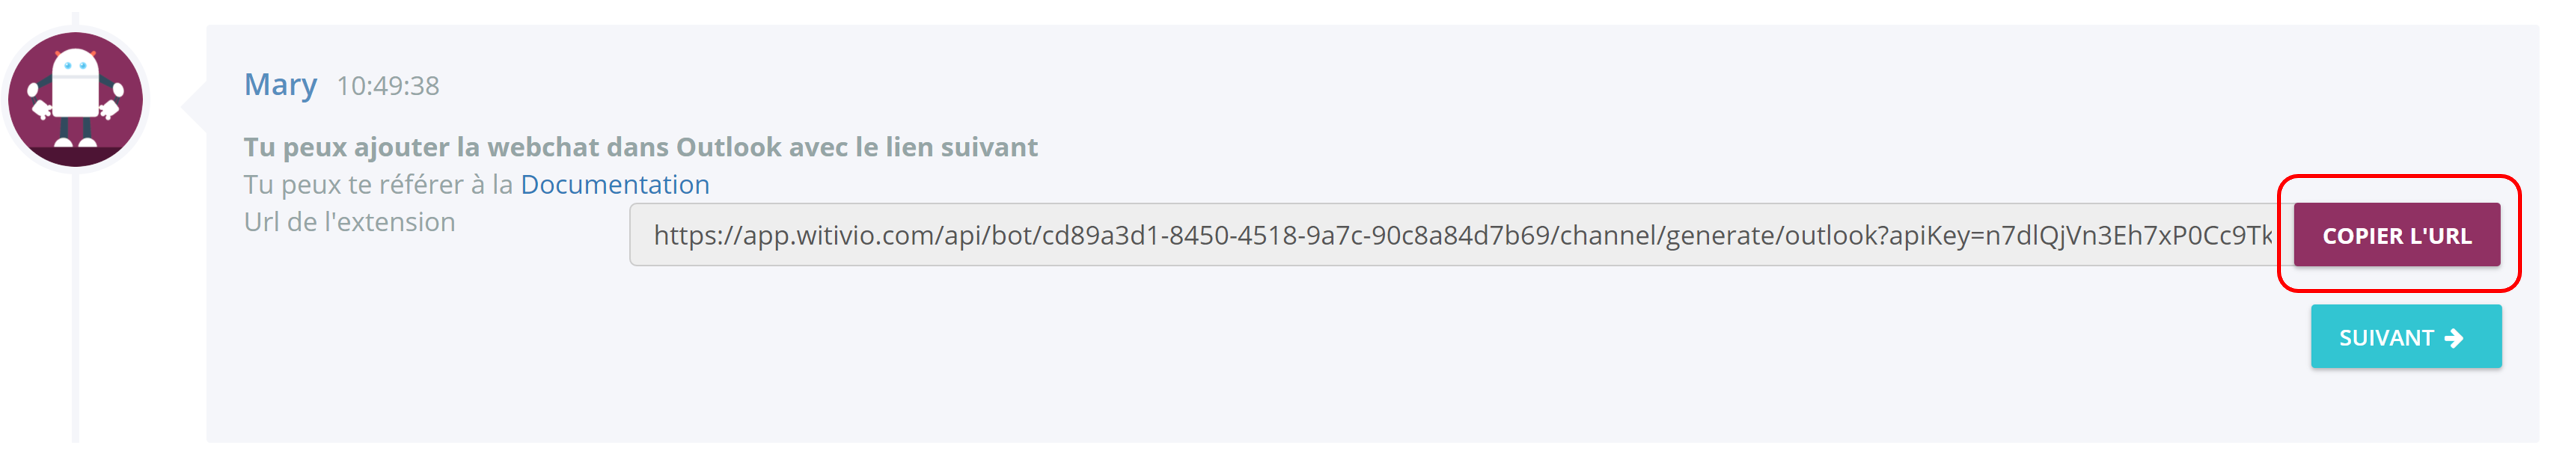 Mary 10:49:38
Tu peux ajouter la webchat dans Outlook avec le lien suivant
Tu peux te référer à la Documentation
Url de l'extension
https://app.witivio.com/api/bot/cd89a3d1-8450-4518-9a7c-90c8a84d7b69/channel/generate/outlook?apiKey=n7dlQjVn3Eh7xP0Cc9Tk
COPIER L'URL
SUIVANT